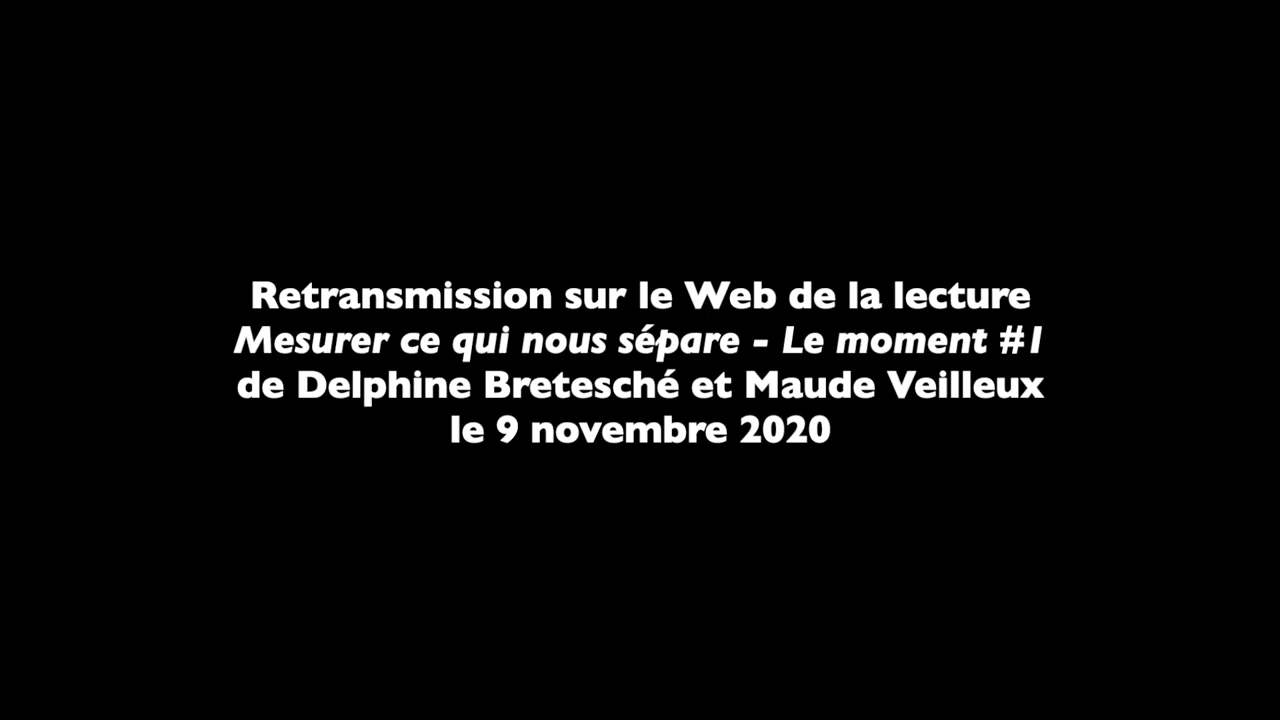 Retransmission sur le Web de la lecture
Mesurer ce qui nous sépare - Le moment #1
de Delphine Bretesché et Maude Veilleux
le 9 novembre 2020